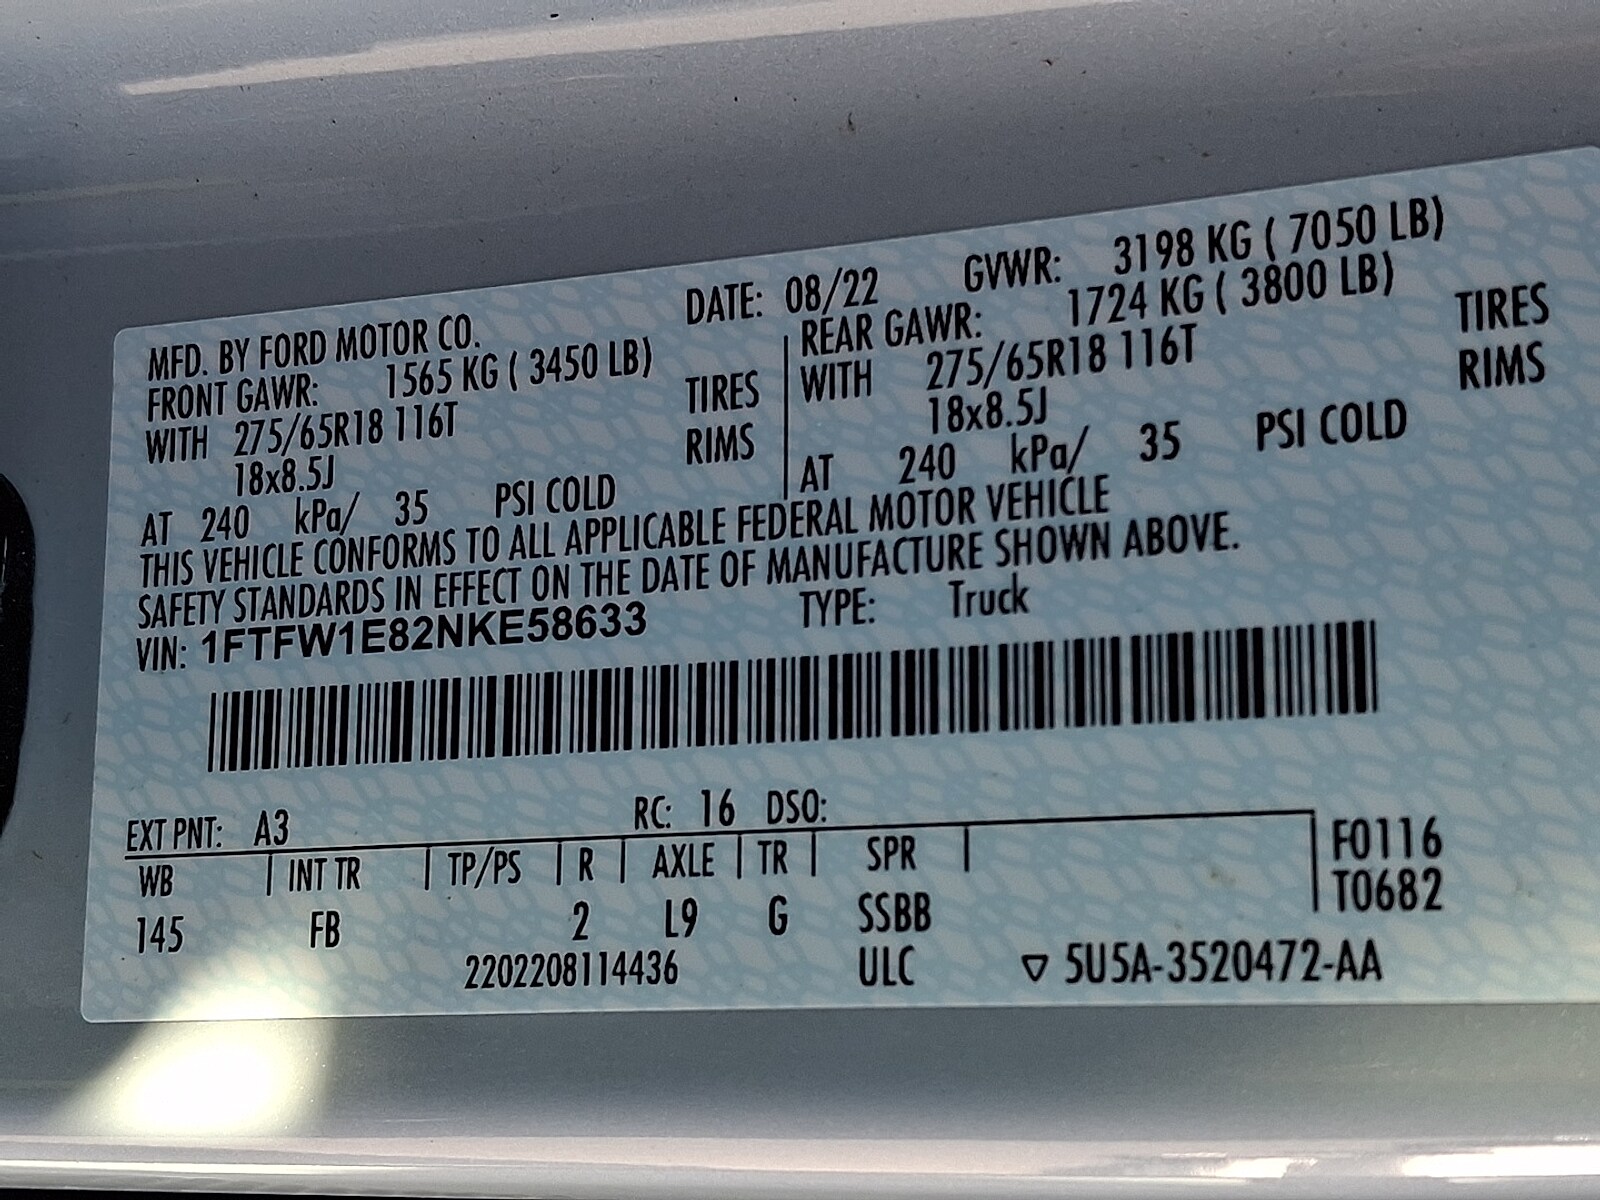 DATE: 08/22 GVWR: 3198 KG ( 7050 LB)
MFD. BY FORD MOTOR CO.
FRONT GAWR: 1565 KG ( 3450 LB)
WITH 275/65R18 116T TIRES
18x8.5J RIMS
AT 240 kPa/ 35 PSI COLD
REAR GAWR: 1724 KG ( 3800 LB)
WITH 275/65R18 116T TIRES
18x8.5J RIMS
AT 240 kPa/ 35 PSI COLD
THIS VEHICLE CONFORMS TO ALL APPLICABLE FEDERAL MOTOR VEHICLE
SAFETY STANDARDS IN EFFECT ON THE DATE OF MANUFACTURE SHOWN ABOVE.
VIN: 1FTFW1E82NKE58633 TYPE: Truck
EXT PNT: A3 RC: 16 DSO:
WB INT TR TP/PS R AXLE TR SPR F0116
145 FB 2 L9 G SSBB T0682
2202208114436 ULC ▽ 5U5A-3520472-AA